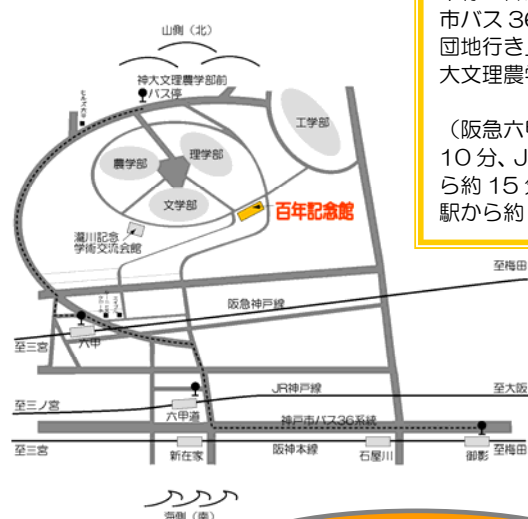 山側（北）
市バス 36
団地行き」
大文理農学
（阪急六甲
10 分、J
ら約 15 分
駅から約
神大文理農学部前
バス停
工学部
理学部
農学部
文学部
百年記念館
瀧川記念
学術交流会館
至梅田
阪急神戸線
六甲
至三宮
JR神戸線
至大阪
至三ノ宮
六甲道
神戸市バス36系統
至三宮
新在家
阪神本線
石屋川
御影
至梅田
海側（南）